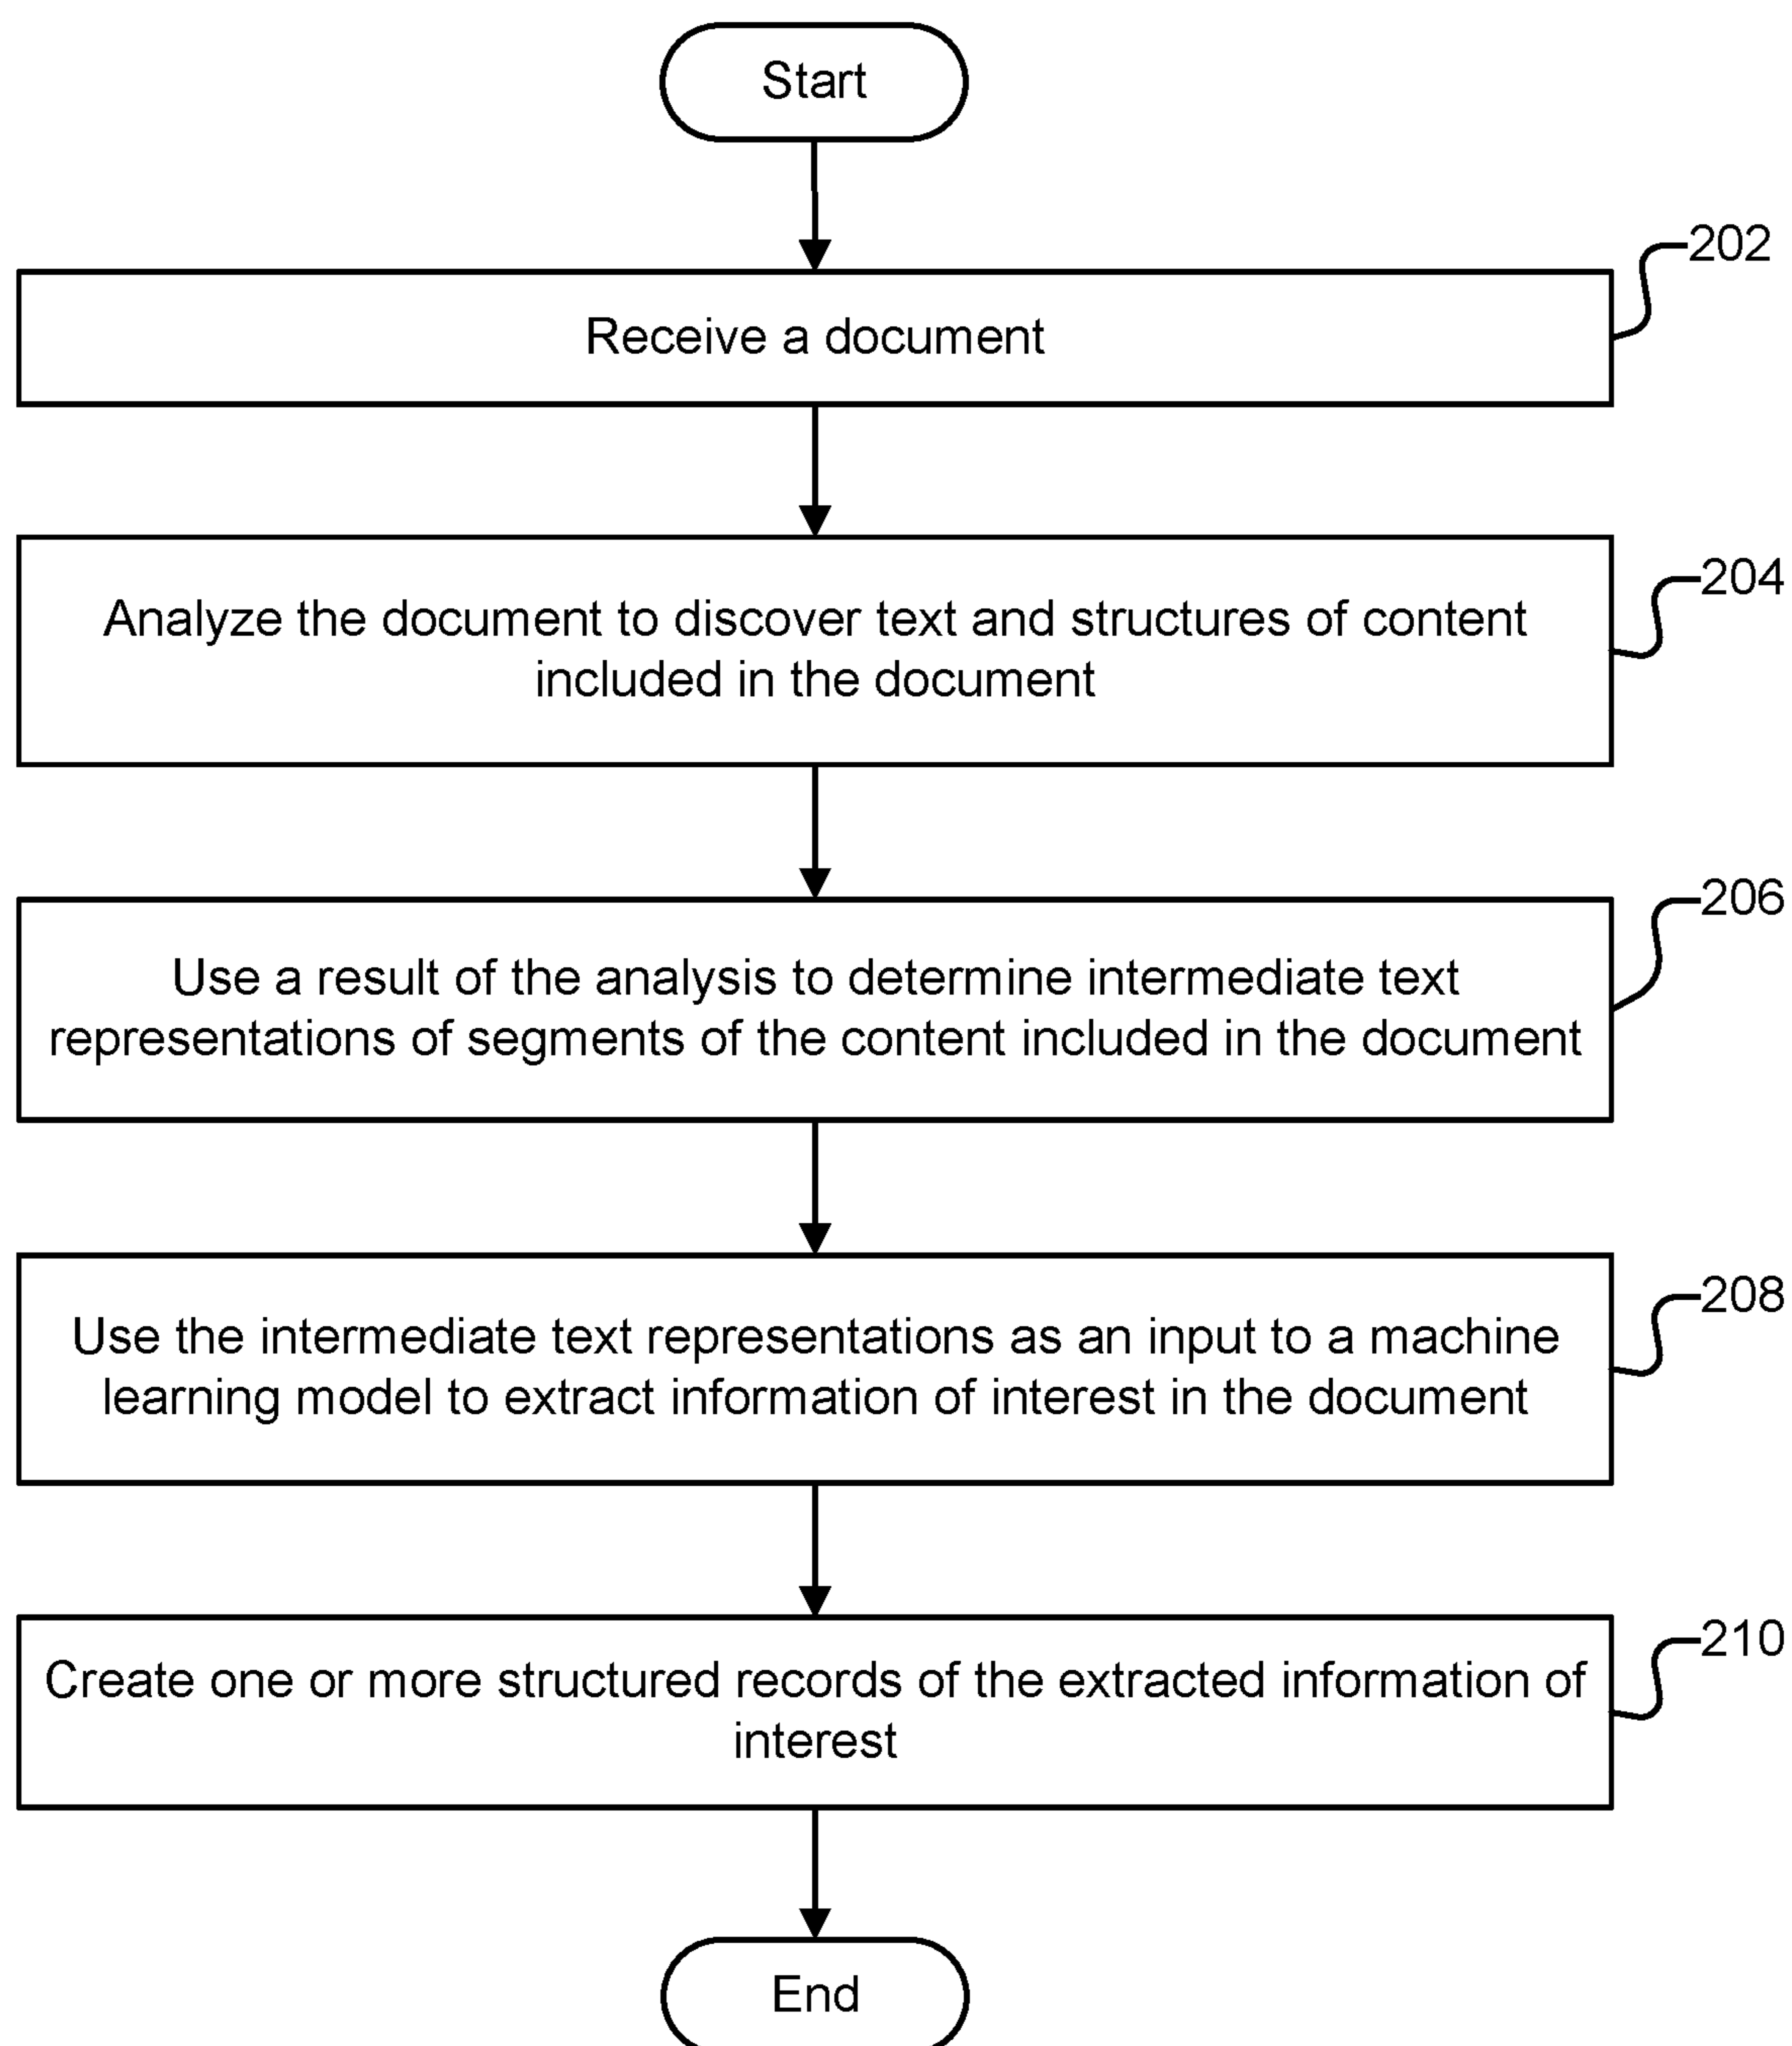 Start
202
Receive a document
204
Analyze the document to discover text and structures of content
included in the document
206
Use a result of the analysis to determine intermediate text
representations of segments of the content included in the document
208
Use the intermediate text representations as an input to a machine
learning model to extract information of interest in the document
210
Create one or more structured records of the extracted information of
interest
End